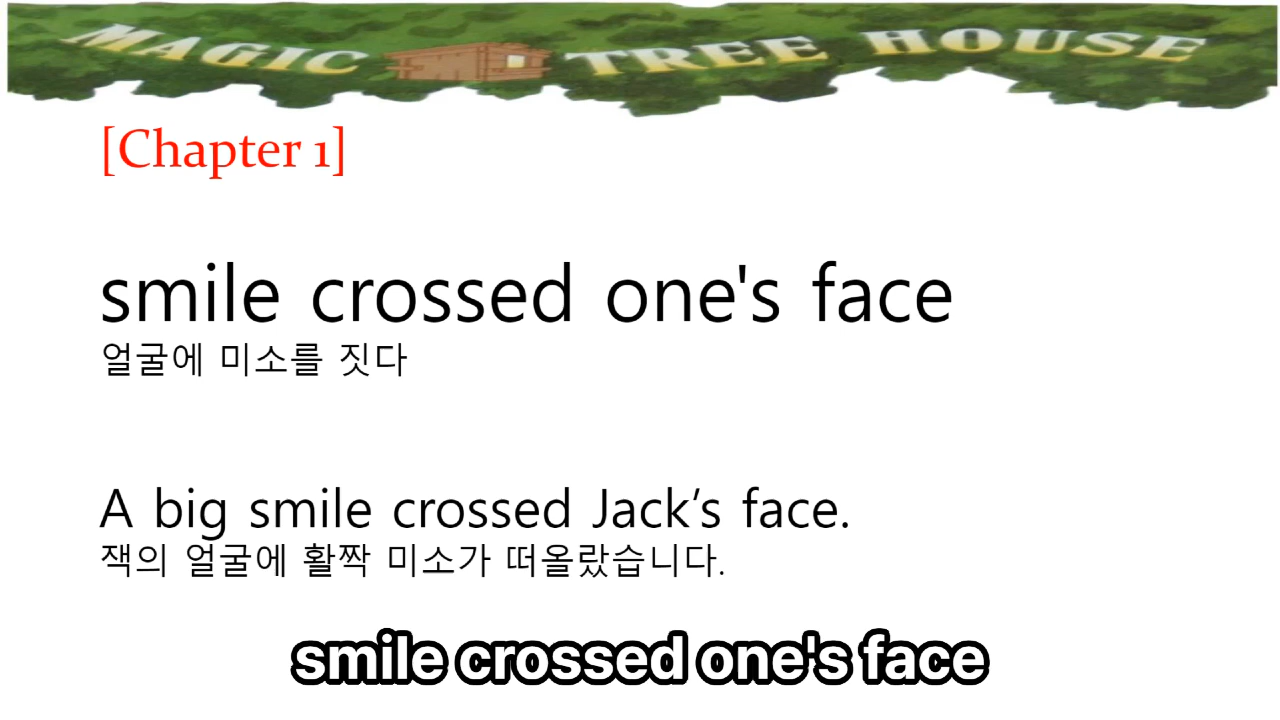 MAGIC TREE HOUSE
[Chapter 1]
smile crossed one's face
얼굴에 미소를 짓다
A big smile crossed Jack’s face.
잭의 얼굴에 활짝 미소가 떠올랐습니다.
smile crossed one's face